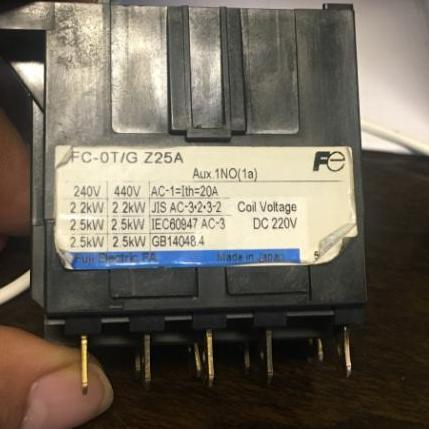 FC-0T/G Z25A
Fe
Aux.1NO(1a)
240V 440V AC-1=Ith=20A
2.2kW 2.2kW JIS AC-3•2•3-2 Coil Voltage
2.5kW 2.5kW IEC60947 AC-3 DC 220V
2.5kW 2.5kW GB14048.4
Fuji Electric FA Made in Japan 5